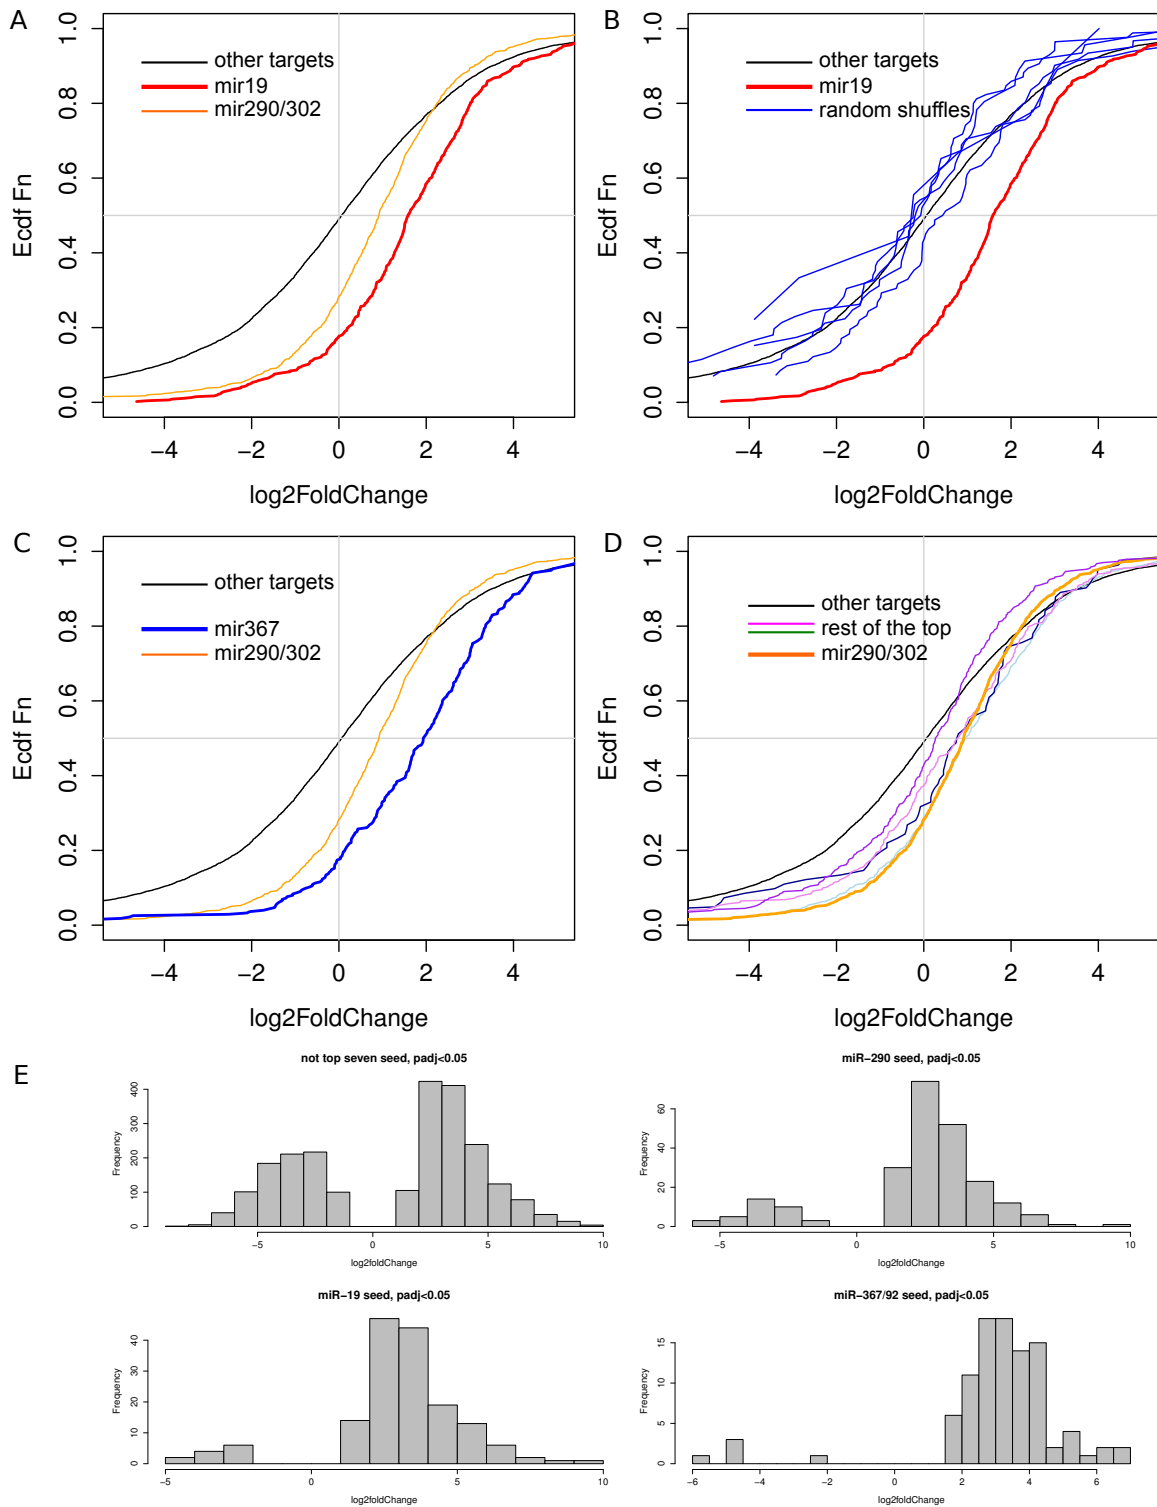 A
Ecdf Fn
1.0
0.8
0.6
0.4
0.2
0.0
other targets
mir19
mir290/302
−4 −2 0 2 4
log2FoldChange
B
Ecdf Fn
1.0
0.8
0.6
0.4
0.2
0.0
other targets
mir19
random shuffles
−4 −2 0 2 4
log2FoldChange
C
Ecdf Fn
1.0
0.8
0.6
0.4
0.2
0.0
other targets
mir367
mir290/302
−4 −2 0 2 4
log2FoldChange
D
Ecdf Fn
1.0
0.8
0.6
0.4
0.2
0.0
other targets
rest of the top
mir290/302
−4 −2 0 2 4
log2FoldChange
E
not top seven seed, padj<0.05
Frequency
400
300
200
100
0
−5 0 5 10
log2foldChange
miR−290 seed, padj<0.05
Frequency
60
40
20
0
−5 0 5 10
log2foldChange
miR−19 seed, padj<0.05
Frequency
40
30
20
10
0
−5 0 5 10
log2foldChange
miR−367/92 seed, padj<0.05
Frequency
15
10
5
0
−6 −4 −2 0 2 4 6
log2foldChange